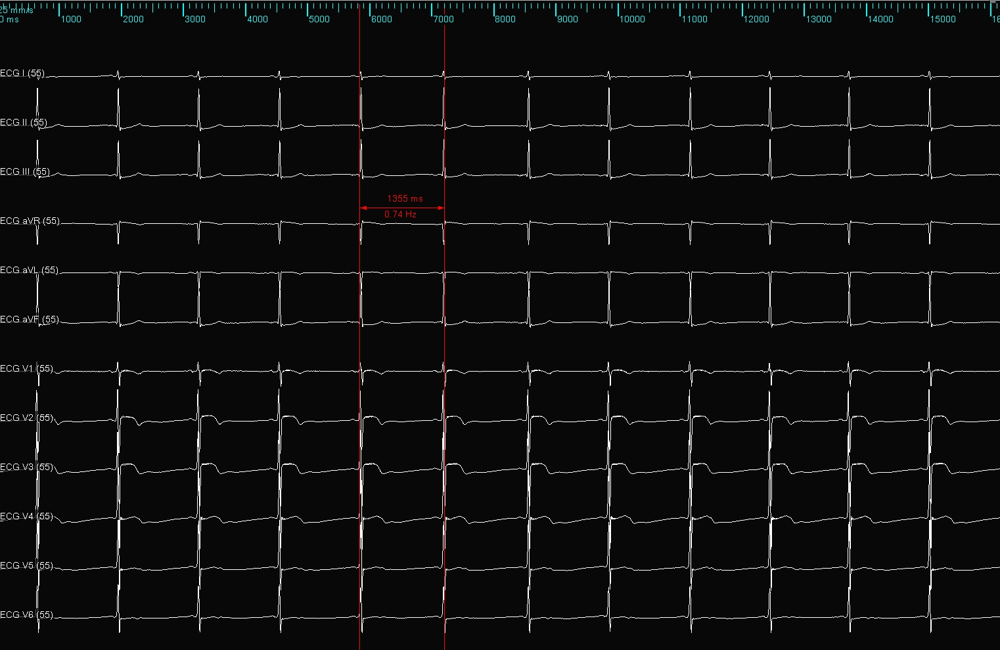 25 mm/s
0 ms 1000 2000 3000 4000 5000 6000 7000 8000 9000 10000 11000 12000 13000 14000 15000 16
ECG I (55)
ECG II (55)
ECG III (55)
1355 ms
0.74 Hz
ECG aVR (55)
ECG aVL (55)
ECG aVF (55)
ECG V1 (55)
ECG V2 (55)
ECG V3 (55)
ECG V4 (55)
ECG V5 (55)
ECG V6 (55)